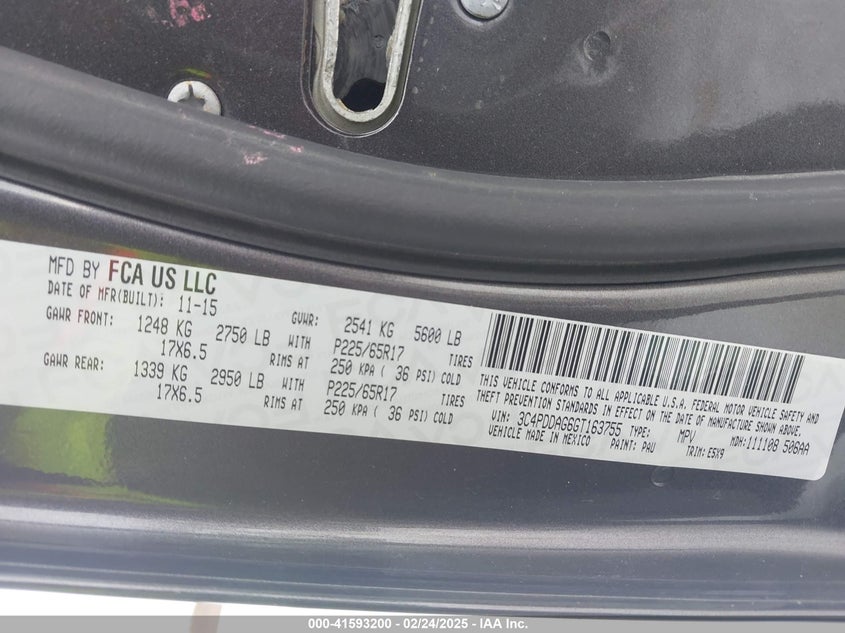 MFD BY FCA US LLC
DATE OF MFR(BUILT): 11-15 GVWR: 2541 KG 5600 LB
GAWR FRONT: 1248 KG 2750 LB WITH P225/65R17 TIRES
17X6.5 RIMS AT 250 KPA ( 36 PSI) COLD
GAWR REAR: 1339 KG 2950 LB WITH P225/65R17 TIRES
17X6.5 RIMS AT 250 KPA ( 36 PSI) COLD
THIS VEHICLE CONFORMS TO ALL APPLICABLE U.S.A. FEDERAL MOTOR VEHICLE SAFETY AND
THEFT PREVENTION STANDARDS IN EFFECT ON THE DATE OF MANUFACTURE SHOWN ABOVE.
VIN: 3C4PDDAG6GT163755 TYPE: MPV MDH:111108 506AA
VEHICLE MADE IN MEXICO PAINT: PAU TRIM: E5X9
000-41593200 - 02/24/2025 - IAA Inc.